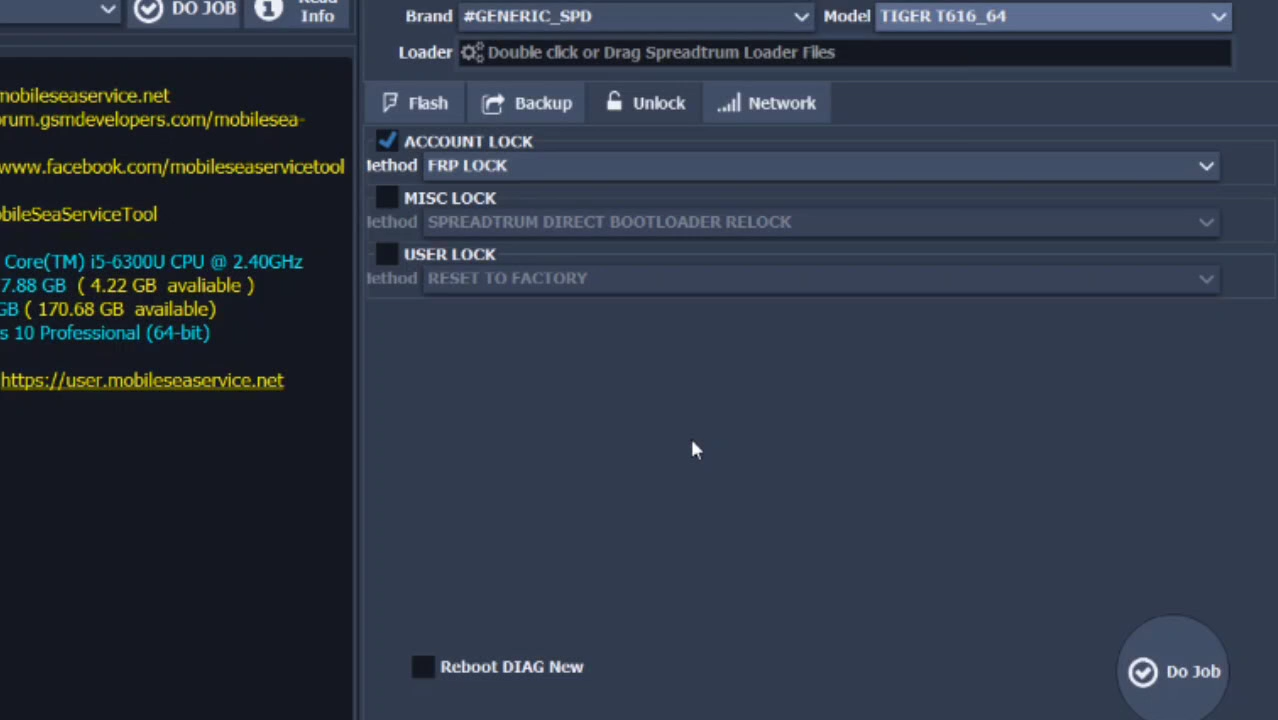 DO JOB
Read
Info
Brand #GENERIC_SPD Model TIGER T616_64
Loader Double click or Drag Spreadtrum Loader Files
Flash Backup Unlock Network
ACCOUNT LOCK
lethod FRP LOCK
MISC LOCK
lethod SPREADTRUM DIRECT BOOTLOADER RELOCK
USER LOCK
lethod RESET TO FACTORY
mobileseaservice.net
orum.gsmdevelopers.com/mobilesea-
www.facebook.com/mobileseaservicetool
obileSeaServiceTool
Core(TM) i5-6300U CPU @ 2.40GHz
7.88 GB ( 4.22 GB avaliable )
GB ( 170.68 GB available)
s 10 Professional (64-bit)
https://user.mobileseaservice.net
Reboot DIAG New
Do Job